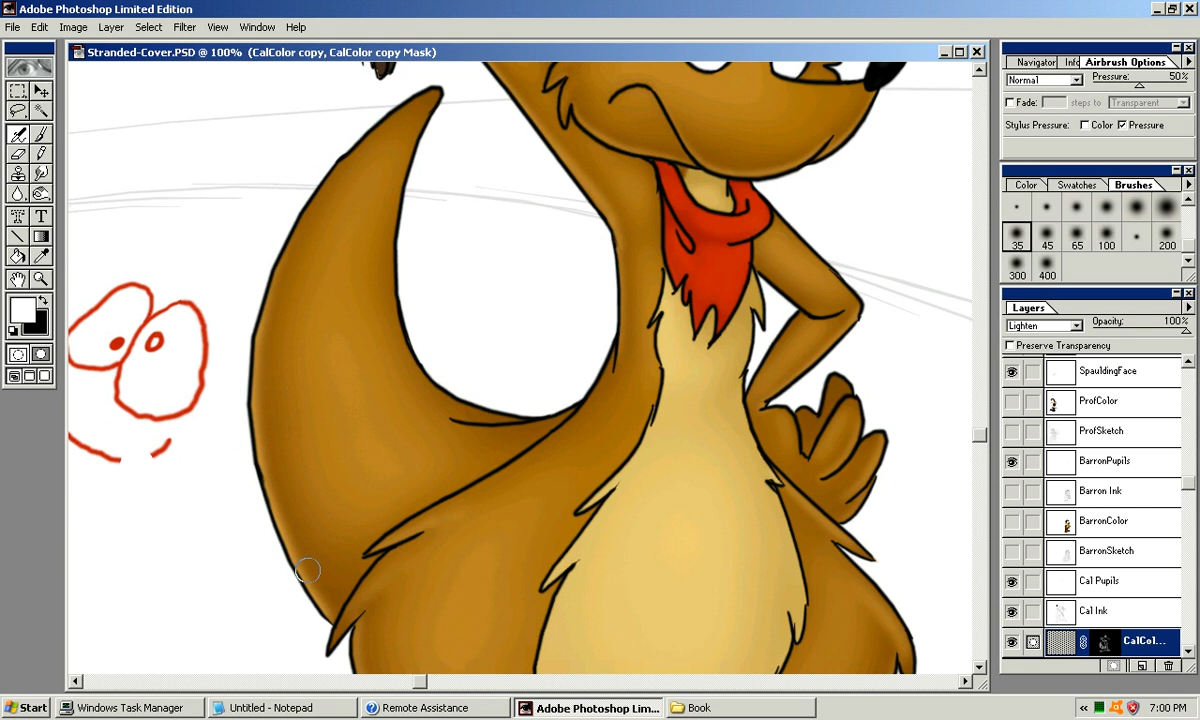 Adobe Photoshop Limited Edition
File Edit Image Layer Select Filter View Window Help
Stranded-Cover.PSD @ 100% (CalColor copy, CalColor copy Mask)
Navigator Info Airbrush Options
Normal Pressure: 50%
Fade: steps to Transparent
Stylus Pressure: Color Pressure
Color Swatches Brushes
35 45 65 100 200
300 400
Layers
Lighten Opacity: 100%
Preserve Transparency
SpauldingFace
ProfColor
ProfSketch
BarronPupils
Barron Ink
BarronColor
BarronSketch
Cal Pupils
Cal Ink
CalCol...
Start Windows Task Manager Untitled - Notepad Remote Assistance Adobe Photoshop Lim... Book 7:00 PM